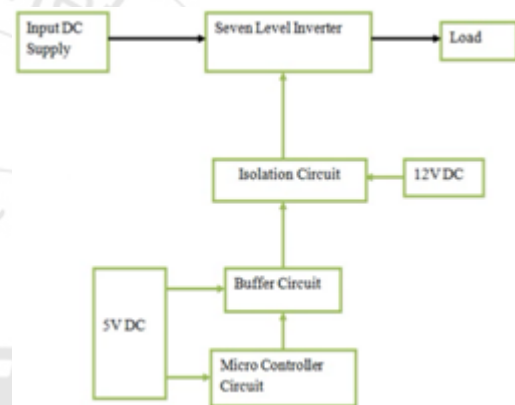 Input DC
Supply
Seven Level Inverter
Load
Isolation Circuit
12V DC
Buffer Circuit
5V DC
Micro Controller
Circuit